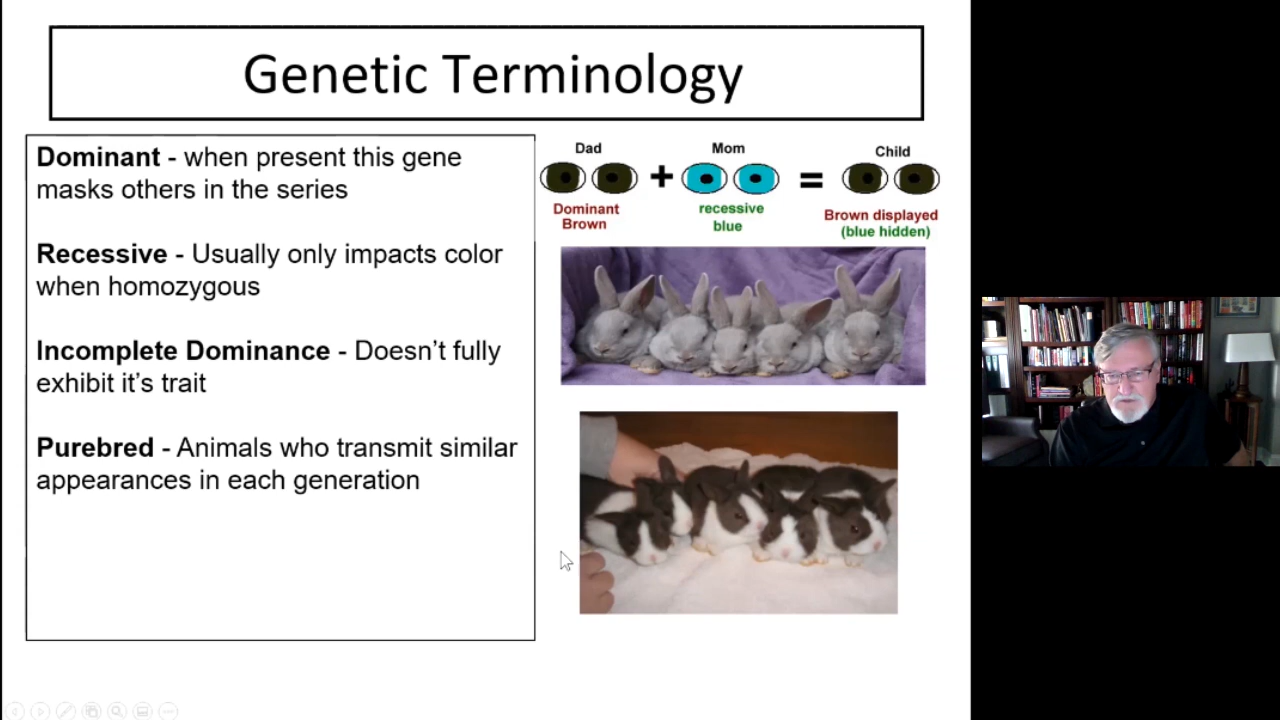 Genetic Terminology
Dominant - when present this gene
masks others in the series
Recessive - Usually only impacts color
when homozygous
Incomplete Dominance - Doesn’t fully
exhibit it’s trait
Purebred - Animals who transmit similar
appearances in each generation
Dad
Mom
Child
+
=
Dominant
Brown
recessive
blue
Brown displayed
(blue hidden)